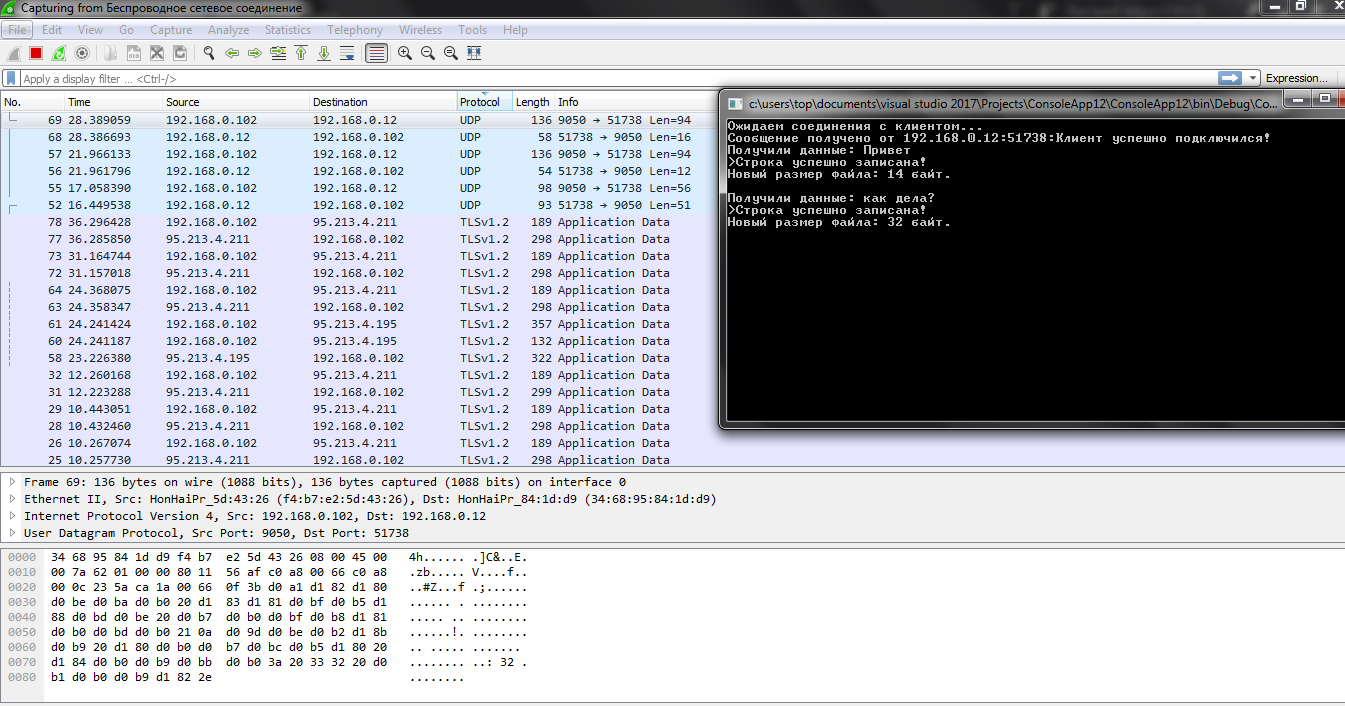 Capturing from Беспроводное сетевое соединение
File Edit View Go Capture Analyze Statistics Telephony Wireless Tools Help
Apply a display filter ... <Ctrl-/> Expression...
No. Time Source Destination Protocol Length Info
69 28.389059 192.168.0.102 192.168.0.12 UDP 136 9050 → 51738 Len=94
68 28.386693 192.168.0.12 192.168.0.102 UDP 58 51738 → 9050 Len=16
57 21.966133 192.168.0.102 192.168.0.12 UDP 136 9050 → 51738 Len=94
56 21.961796 192.168.0.12 192.168.0.102 UDP 54 51738 → 9050 Len=12
55 17.058390 192.168.0.102 192.168.0.12 UDP 98 9050 → 51738 Len=56
52 16.449538 192.168.0.12 192.168.0.102 UDP 93 51738 → 9050 Len=51
78 36.296428 192.168.0.102 95.213.4.211 TLSv1.2 189 Application Data
77 36.285850 95.213.4.211 192.168.0.102 TLSv1.2 298 Application Data
73 31.164744 192.168.0.102 95.213.4.211 TLSv1.2 189 Application Data
72 31.157018 95.213.4.211 192.168.0.102 TLSv1.2 298 Application Data
64 24.368075 192.168.0.102 95.213.4.211 TLSv1.2 189 Application Data
63 24.358347 95.213.4.211 192.168.0.102 TLSv1.2 298 Application Data
61 24.241424 192.168.0.102 95.213.4.195 TLSv1.2 357 Application Data
60 24.241187 192.168.0.102 95.213.4.195 TLSv1.2 132 Application Data
58 23.226380 95.213.4.195 192.168.0.102 TLSv1.2 322 Application Data
32 12.260168 192.168.0.102 95.213.4.211 TLSv1.2 189 Application Data
31 12.223288 95.213.4.211 192.168.0.102 TLSv1.2 299 Application Data
29 10.443051 192.168.0.102 95.213.4.211 TLSv1.2 189 Application Data
28 10.432460 95.213.4.211 192.168.0.102 TLSv1.2 298 Application Data
26 10.267074 192.168.0.102 95.213.4.211 TLSv1.2 189 Application Data
25 10.257730 95.213.4.211 192.168.0.102 TLSv1.2 298 Application Data
c:\users\top\documents\visual studio 2017\Projects\ConsoleApp12\ConsoleApp12\bin\Debug\Co...
Ожидаем соединения с клиентом...
Сообщение получено от 192.168.0.12:51738:Клиент успешно подключился!
Получили данные: Привет
>Строка успешно записана!
Новый размер файла: 14 байт.
Получили данные: как дела?
>Строка успешно записана!
Новый размер файла: 32 байт.
Frame 69: 136 bytes on wire (1088 bits), 136 bytes captured (1088 bits) on interface 0
Ethernet II, Src: HonHaiPr_5d:43:26 (f4:b7:e2:5d:43:26), Dst: HonHaiPr_84:1d:d9 (34:68:95:84:1d:d9)
Internet Protocol Version 4, Src: 192.168.0.102, Dst: 192.168.0.12
User Datagram Protocol, Src Port: 9050, Dst Port: 51738
0000 34 68 95 84 1d d9 f4 b7 e2 5d 43 26 08 00 45 00 4h...... .]C&..E.
0010 00 7a 62 01 00 00 80 11 56 af c0 a8 00 66 c0 a8 .zb..... V....f..
0020 00 0c 23 5a ca 1a 00 66 0f 3b d0 a1 d1 82 d1 80 ..#Z...f .;......
0030 d0 be d0 ba d0 b0 20 d1 83 d1 81 d0 bf d0 b5 d1 ...... . ........
0040 88 d0 bd d0 be 20 d0 b7 d0 b0 d0 bf d0 b8 d1 81 ..... .. ........
0050 d0 b0 d0 bd d0 b0 21 0a d0 9d d0 be d0 b2 d1 8b ......!. ........
0060 d0 b9 20 d1 80 d0 b0 d0 b7 d0 bc d0 b5 d1 80 20 .. ..... .......
0070 d1 84 d0 b0 d0 b9 d0 bb d0 b0 3a 20 33 32 20 d0 ........ ..: 32 .
0080 b1 d0 b0 d0 b9 d1 82 2e ........